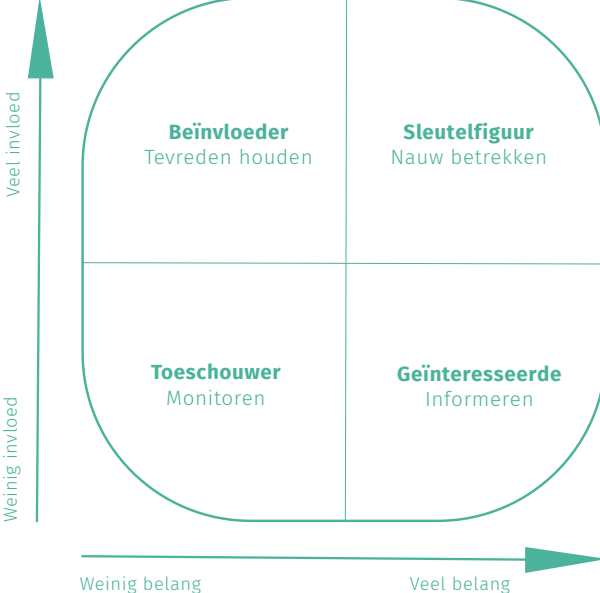 Veel invloed
Beïnvloeder
Tevreden houden
Sleutelfiguur
Nauw betrekken
Weinig invloed
Toeschouwer
Monitoren
Geïnteresseerde
Informeren
Weinig belang
Veel belang